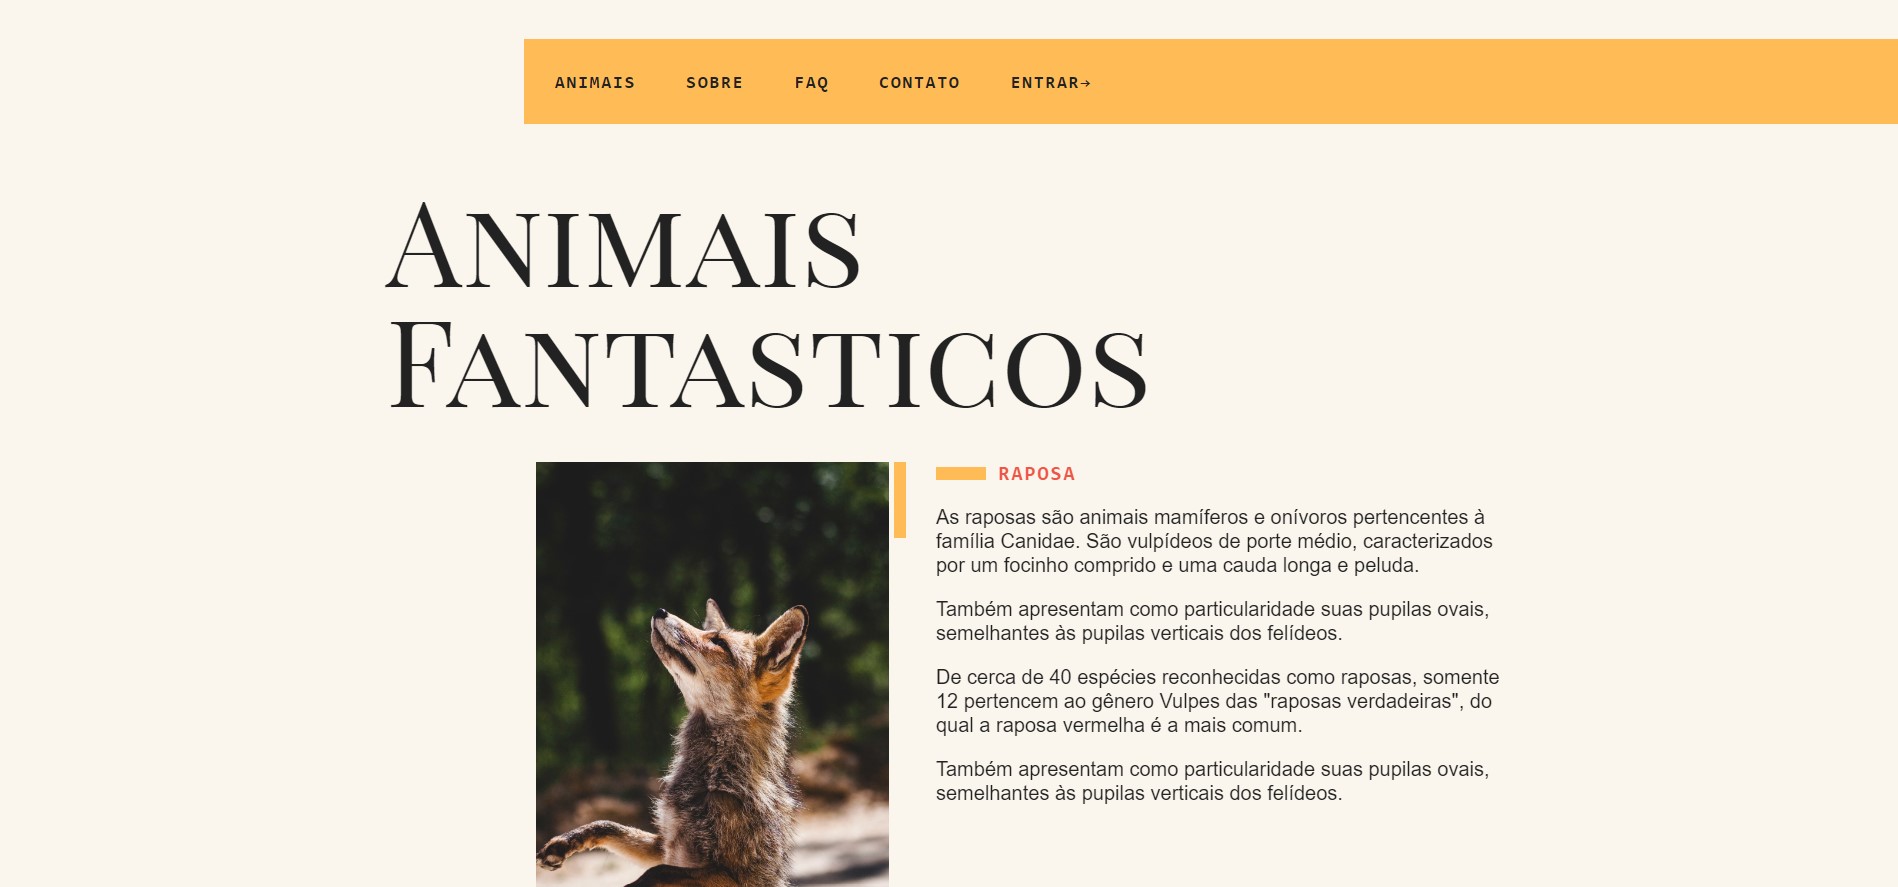 ANIMAIS SOBRE FAQ CONTATO ENTRAR→
ANIMAIS
FANTASTICOS
RAPOSA
As raposas são animais mamíferos e onívoros pertencentes à
família Canidae. São vulpídeos de porte médio, caracterizados
por um focinho comprido e uma cauda longa e peluda.
Também apresentam como particularidade suas pupilas ovais,
semelhantes às pupilas verticais dos felídeos.
De cerca de 40 espécies reconhecidas como raposas, somente
12 pertencem ao gênero Vulpes das "raposas verdadeiras", do
qual a raposa vermelha é a mais comum.
Também apresentam como particularidade suas pupilas ovais,
semelhantes às pupilas verticais dos felídeos.